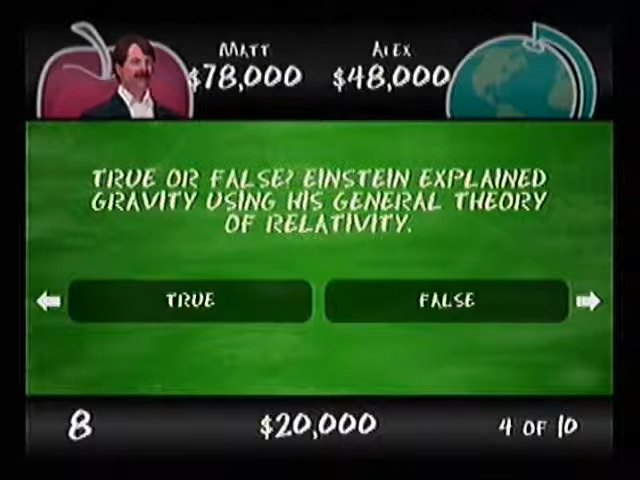 MATT
$78,000
ALEX
$48,000
TRUE OR FALSE? EINSTEIN EXPLAINED
GRAVITY USING HIS GENERAL THEORY
OF RELATIVITY.
TRUE
FALSE
8
$20,000
4 OF 10